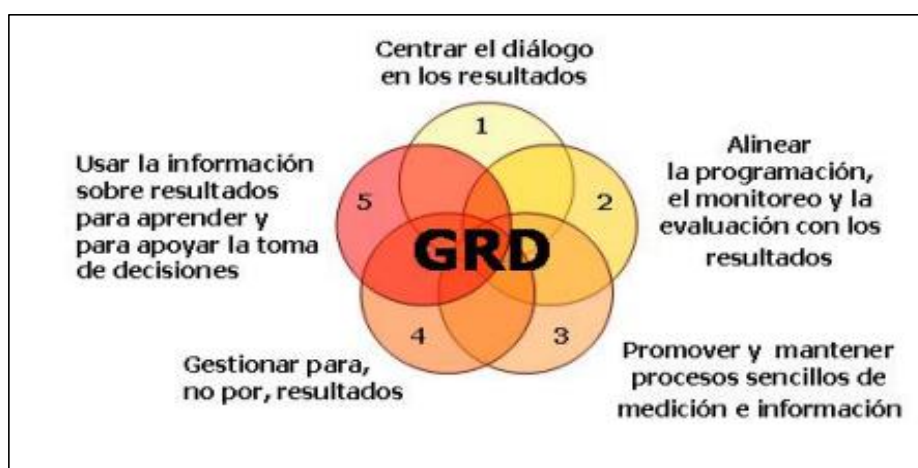 Centrar el diálogo
en los resultados
1
Alinear
la programación,
el monitoreo y la
evaluación con los
resultados
2
Promover y mantener
procesos sencillos de
medición e información
3
Gestionar para,
no por, resultados
4
Usar la información
sobre resultados
para aprender y
para apoyar la toma
de decisiones
5
GRD